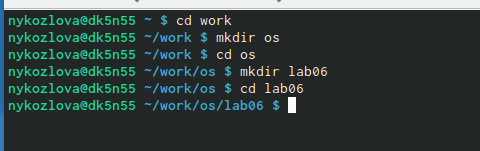 nykozlova@dk5n55 ~ $ cd work
nykozlova@dk5n55 ~/work $ mkdir os
nykozlova@dk5n55 ~/work $ cd os
nykozlova@dk5n55 ~/work/os $ mkdir lab06
nykozlova@dk5n55 ~/work/os $ cd lab06
nykozlova@dk5n55 ~/work/os/lab06 $